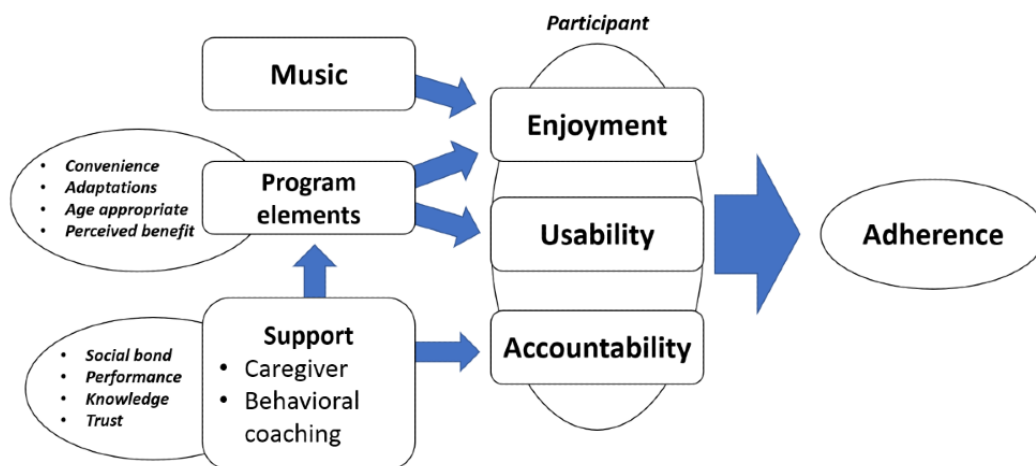 Participant
Music
Enjoyment
• Convenience
• Adaptations
• Age appropriate
• Perceived benefit
Program
elements
Usability
Adherence
Support
• Caregiver
• Behavioral
coaching
• Social bond
• Performance
• Knowledge
• Trust
Accountability